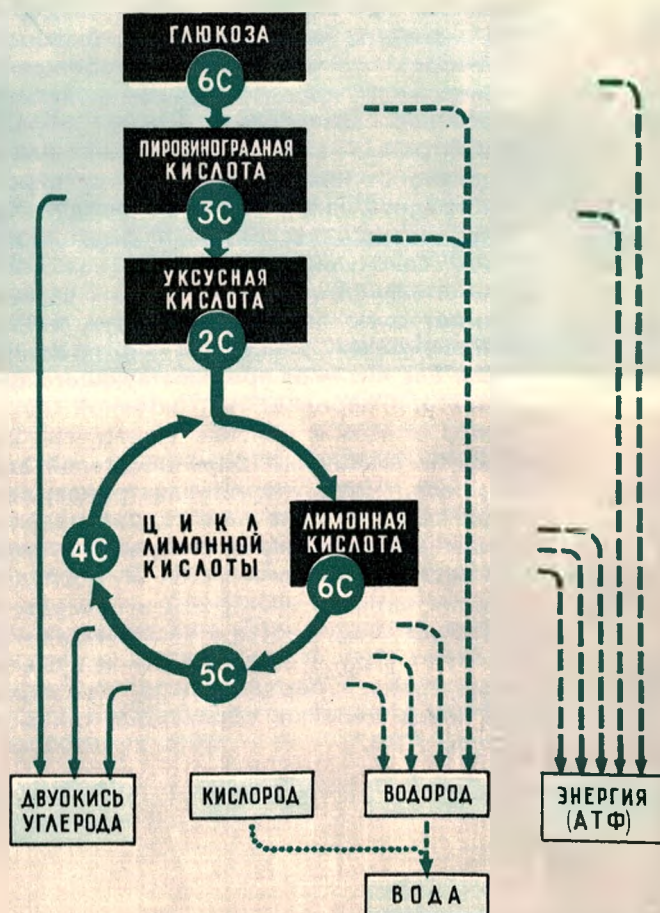 ГЛЮКОЗА
6С
ПИРОВИНОГРАДНАЯ
КИСЛОТА
3С
УКСУСНАЯ
КИСЛОТА
2С
ЦИКЛ
ЛИМОННОЙ
КИСЛОТЫ
4С
ЛИМОННАЯ
КИСЛОТА
6С
5С
ДВУОКИСЬ
УГЛЕРОДА
КИСЛОРОД
ВОДОРОД
ЭНЕРГИЯ
(АТФ)
ВОДА